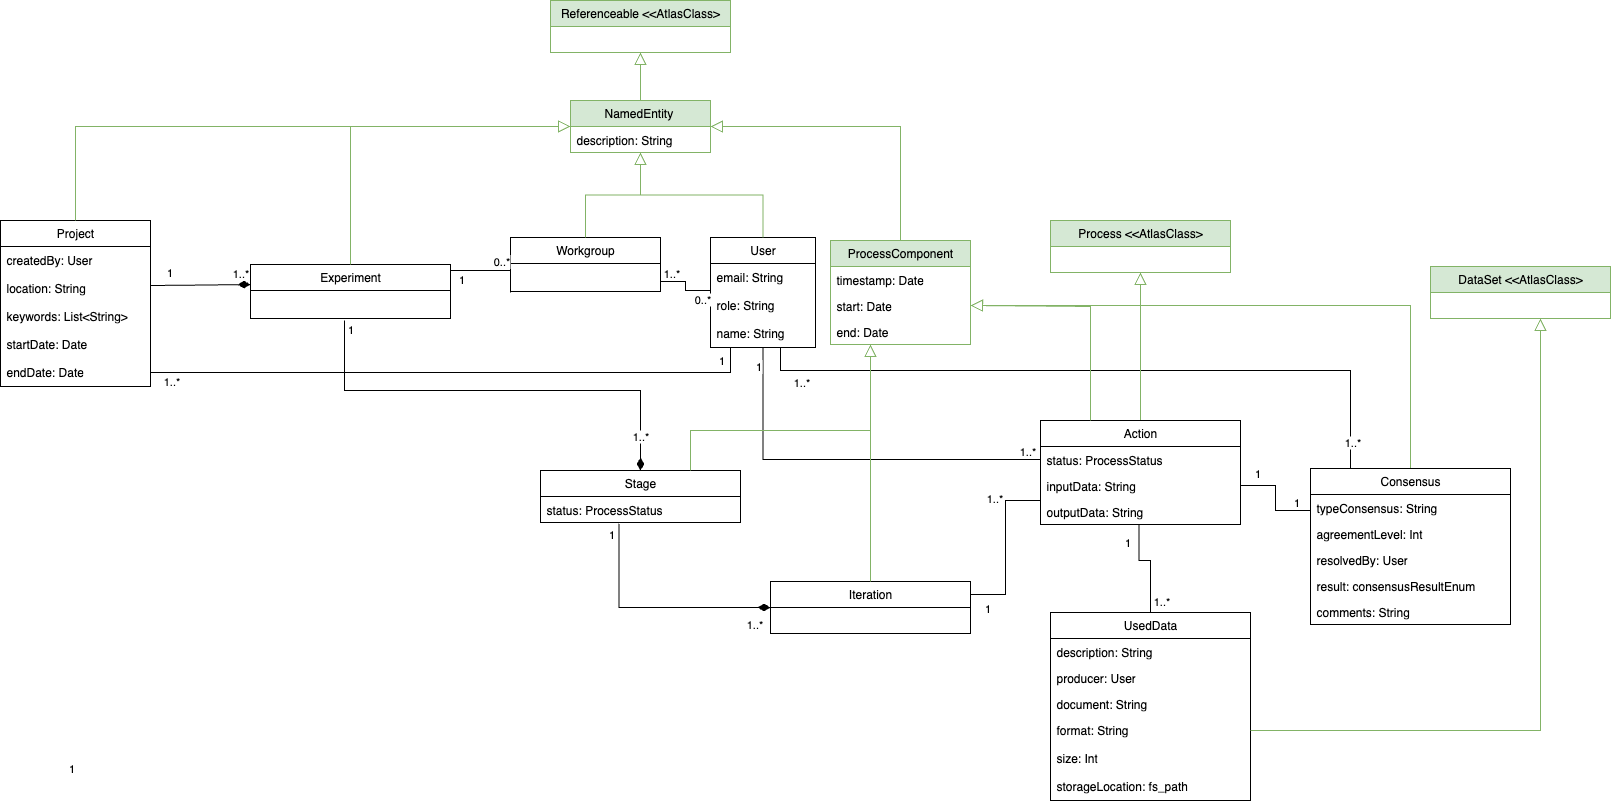 Referenceable <<AtlasClass>>
NamedEntity
description: String
Project
createdBy: User
location: String
keywords: List<String>
startDate: Date
endDate: Date
1
1..*
Experiment
1
0..*
1
Workgroup
1..*
0..*
User
email: String
role: String
name: String
1
1..*
1
1..*
ProcessComponent
timestamp: Date
start: Date
end: Date
Process <<AtlasClass>>
DataSet <<AtlasClass>>
1..*
Stage
status: ProcessStatus
1
1..*
Iteration
1
1..*
1..*
Action
status: ProcessStatus
inputData: String
outputData: String
1
1
1..*
Consensus
typeConsensus: String
agreementLevel: Int
resolvedBy: User
result: consensusResultEnum
comments: String
1
1..*
UsedData
description: String
producer: User
document: String
format: String
size: Int
storageLocation: fs_path
1